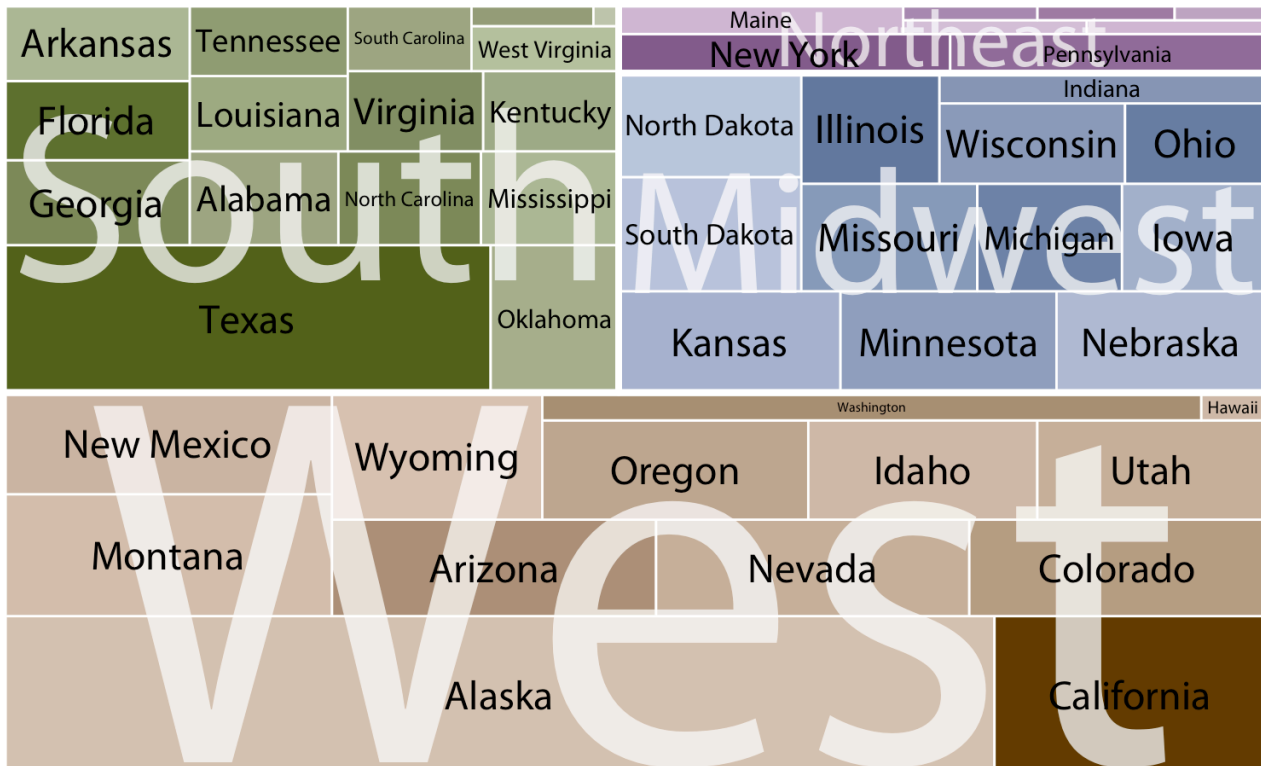 South
Arkansas
Tennessee
South Carolina
West Virginia
Florida
Louisiana
Virginia
Kentucky
Georgia
Alabama
North Carolina
Mississippi
Texas
Oklahoma
Northeast
Maine
New York
Pennsylvania
Midwest
North Dakota
Illinois
Indiana
Wisconsin
Ohio
South Dakota
Missouri
Michigan
Iowa
Kansas
Minnesota
Nebraska
West
New Mexico
Wyoming
Washington
Hawaii
Oregon
Idaho
Utah
Montana
Arizona
Nevada
Colorado
Alaska
California